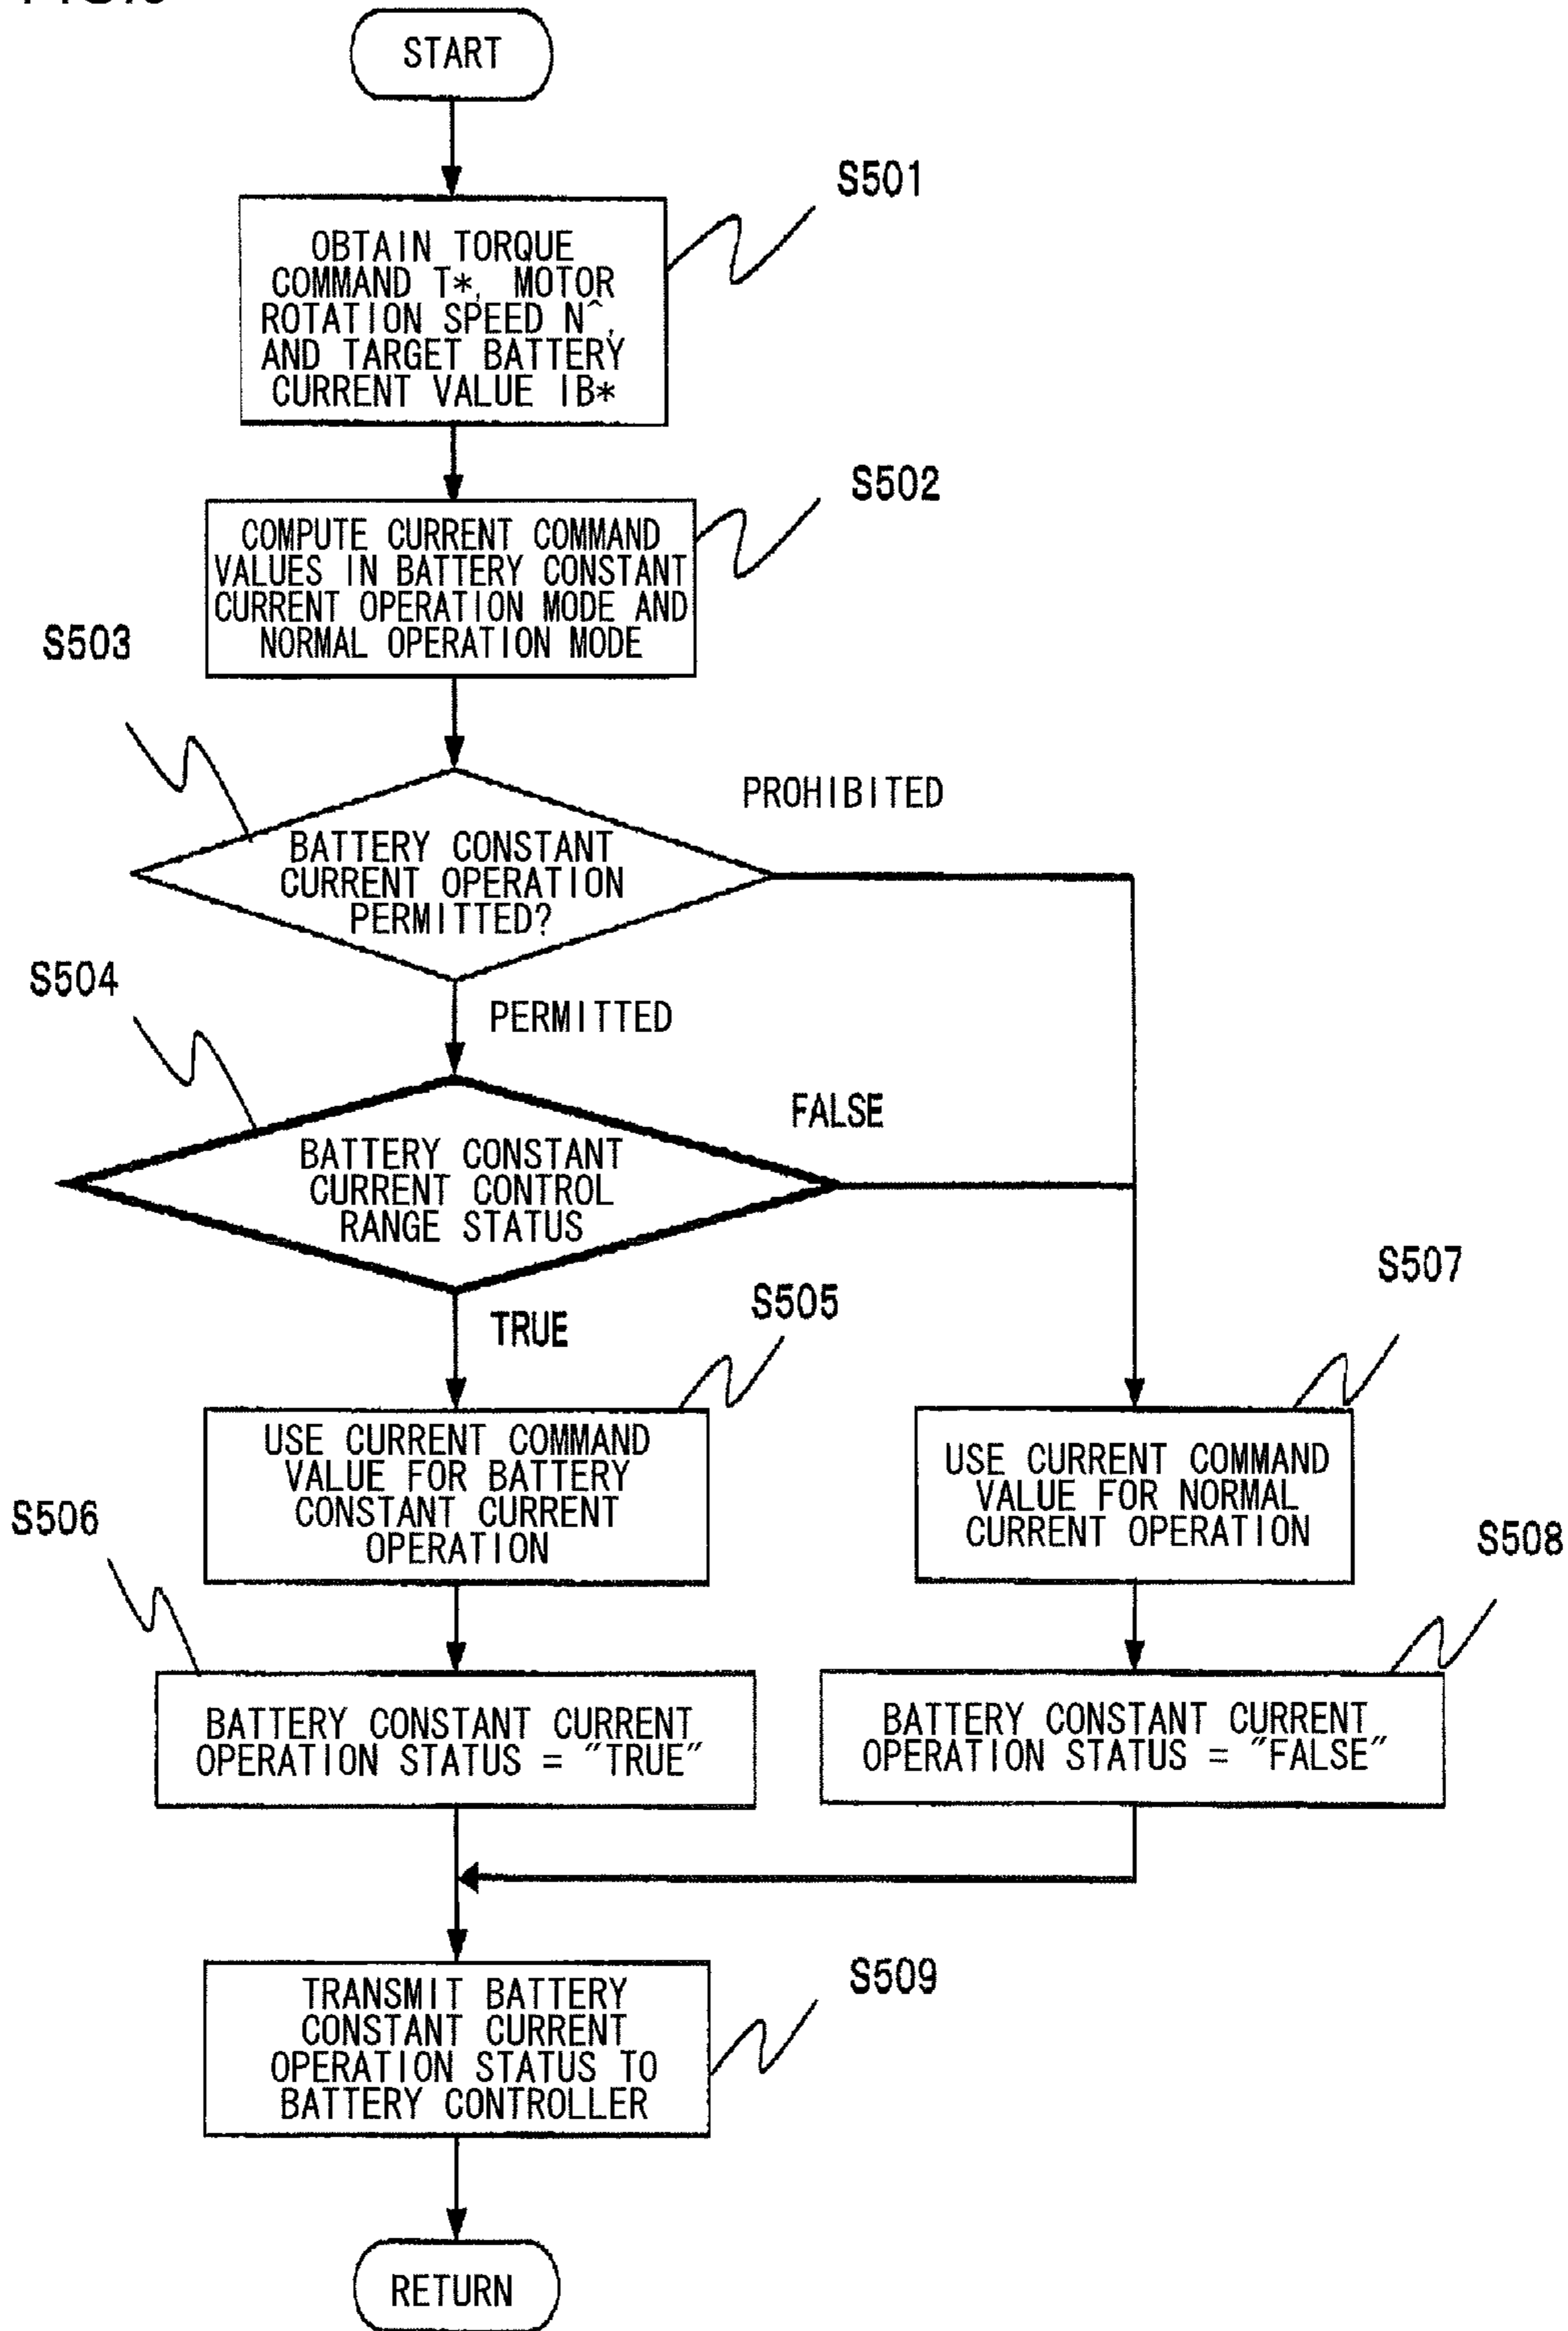 START
S501
OBTAIN TORQUE
COMMAND T*, MOTOR
ROTATION SPEED N^,
AND TARGET BATTERY
CURRENT VALUE IB*
S502
COMPUTE CURRENT COMMAND
VALUES IN BATTERY CONSTANT
CURRENT OPERATION MODE AND
NORMAL OPERATION MODE
S503
PROHIBITED
BATTERY CONSTANT
CURRENT OPERATION
PERMITTED?
S504
PERMITTED
FALSE
BATTERY CONSTANT
CURRENT CONTROL
RANGE STATUS
TRUE
S505
S507
USE CURRENT COMMAND
VALUE FOR BATTERY
CONSTANT CURRENT
OPERATION
USE CURRENT COMMAND
VALUE FOR NORMAL
CURRENT OPERATION
S506
S508
BATTERY CONSTANT CURRENT
OPERATION STATUS = "TRUE"
BATTERY CONSTANT CURRENT
OPERATION STATUS = "FALSE"
S509
TRANSMIT BATTERY
CONSTANT CURRENT
OPERATION STATUS TO
BATTERY CONTROLLER
RETURN